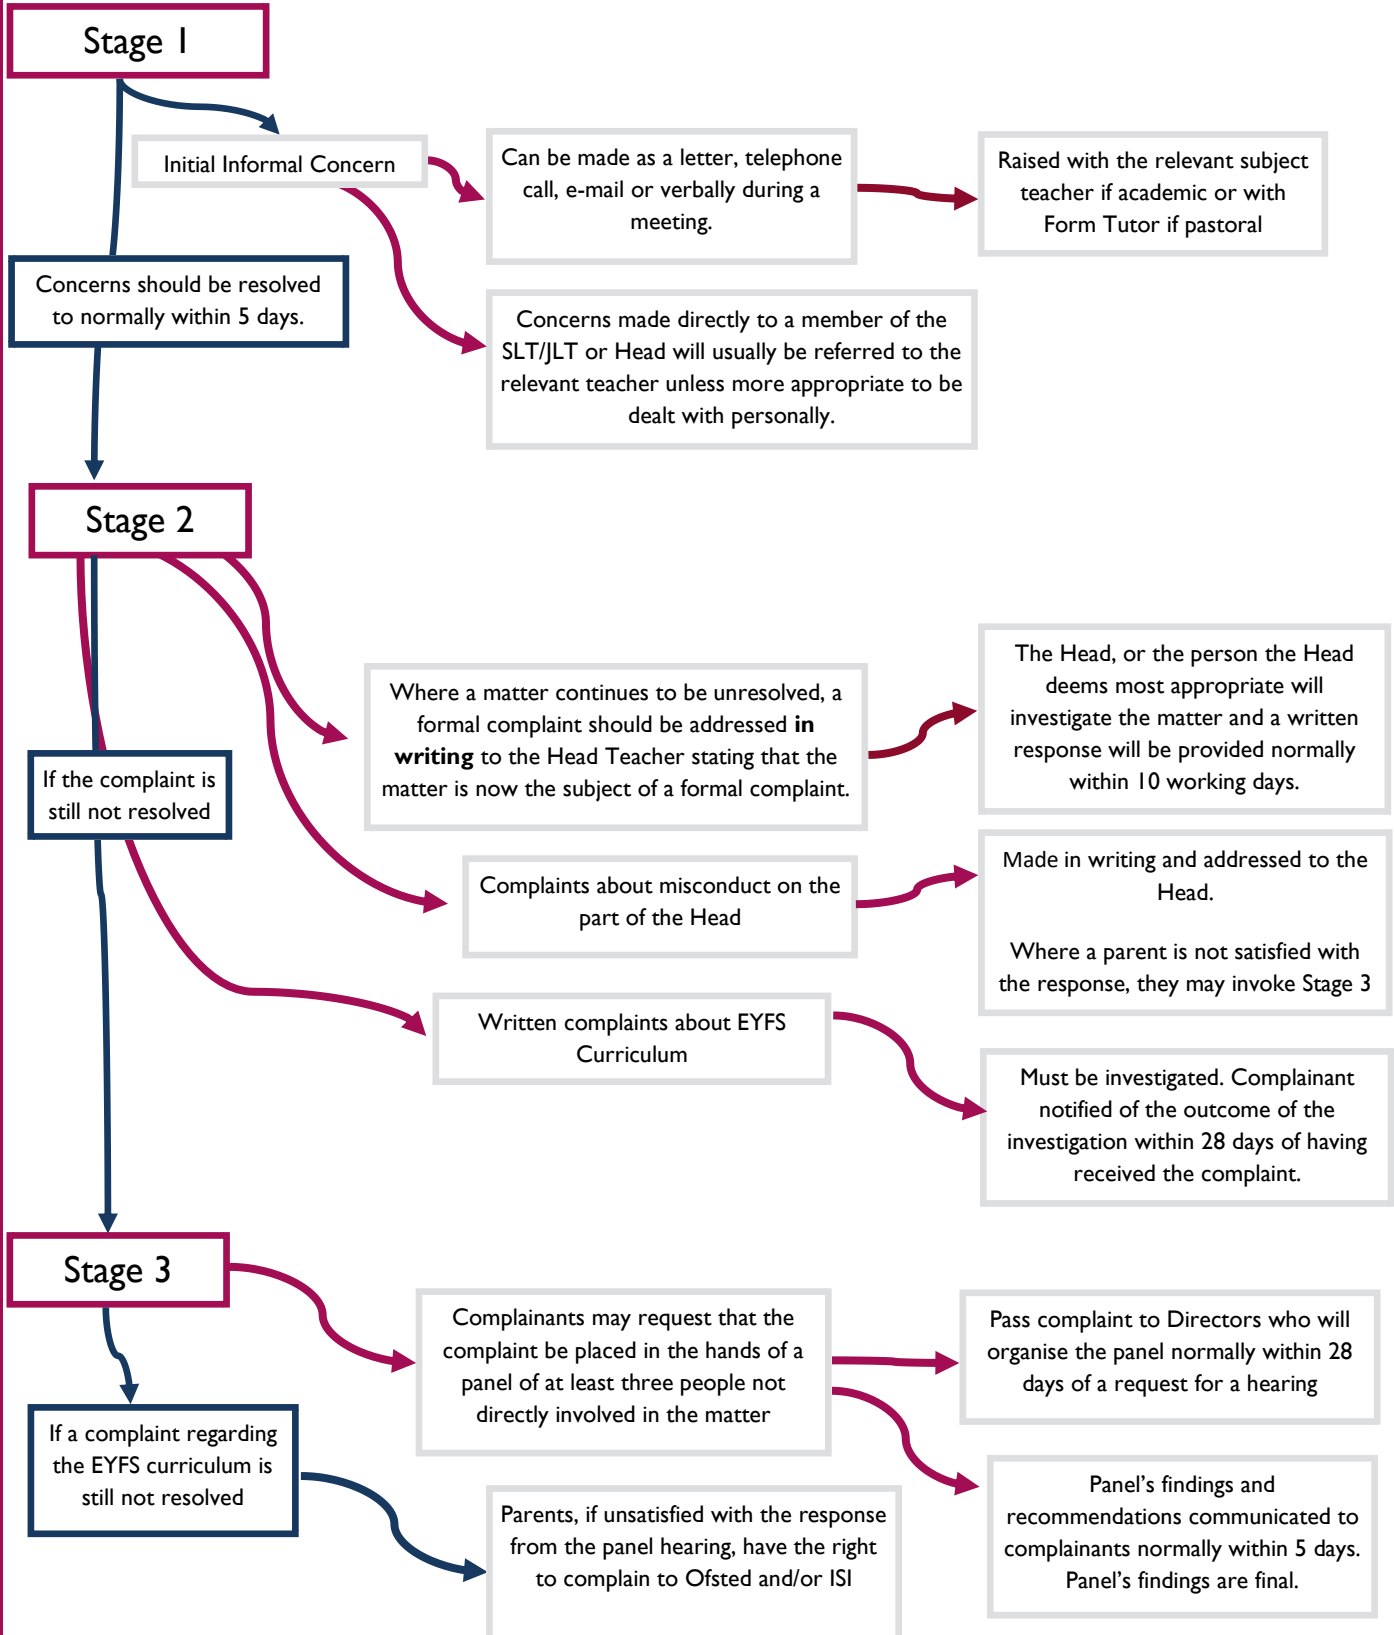 Stage 1
Initial Informal Concern
Can be made as a letter, telephone
call, e-mail or verbally during a
meeting.
Raised with the relevant subject
teacher if academic or with
Form Tutor if pastoral
Concerns should be resolved
to normally within 5 days.
Concerns made directly to a member of the
SLT/JLT or Head will usually be referred to the
relevant teacher unless more appropriate to be
dealt with personally.
Stage 2
Where a matter continues to be unresolved, a
formal complaint should be addressed in
writing to the Head Teacher stating that the
matter is now the subject of a formal complaint.
The Head, or the person the Head
deems most appropriate will
investigate the matter and a written
response will be provided normally
within 10 working days.
If the complaint is
still not resolved
Complaints about misconduct on the
part of the Head
Made in writing and addressed to the
Head.
Where a parent is not satisfied with
the response, they may invoke Stage 3
Written complaints about EYFS
Curriculum
Must be investigated. Complainant
notified of the outcome of the
investigation within 28 days of having
received the complaint.
Stage 3
Complainants may request that the
complaint be placed in the hands of a
panel of at least three people not
directly involved in the matter
Pass complaint to Directors who will
organise the panel normally within 28
days of a request for a hearing
If a complaint regarding
the EYFS curriculum is
still not resolved
Panel's findings and
recommendations communicated to
complainants normally within 5 days.
Panel's findings are final.
Parents, if unsatisfied with the response
from the panel hearing, have the right
to complain to Ofsted and/or ISI